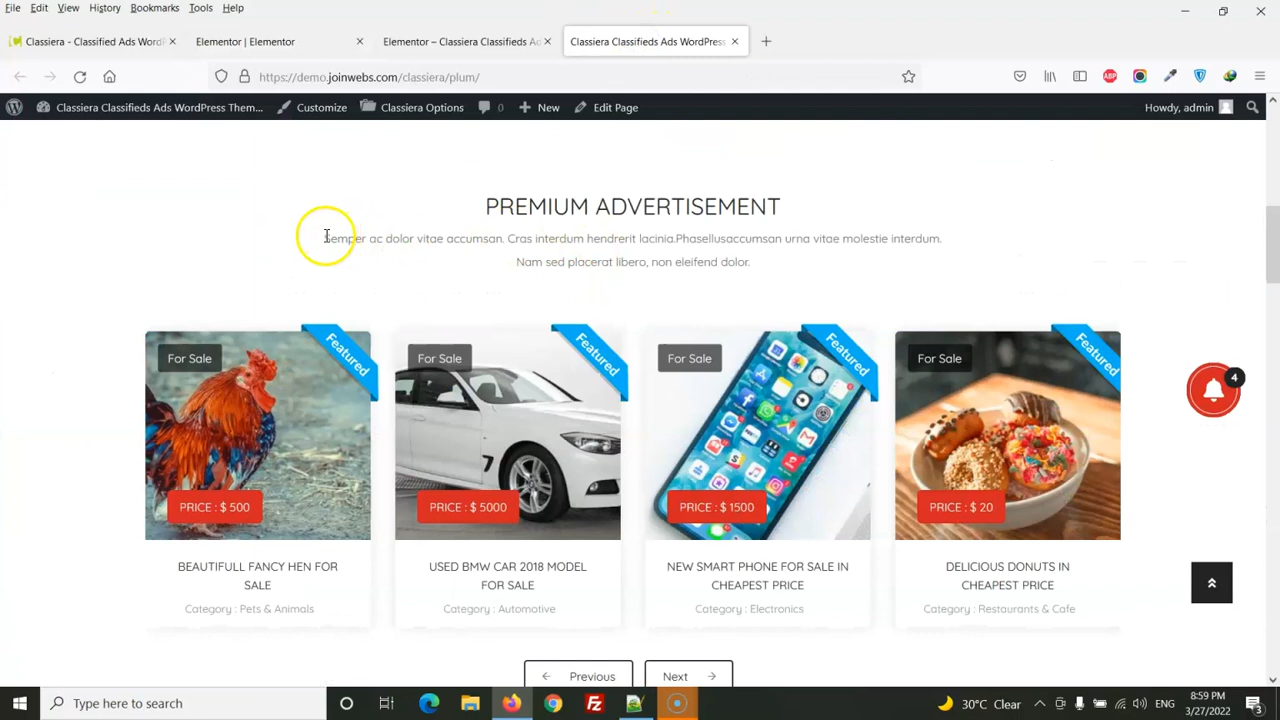 File Edit View History Bookmarks Tools Help
Classiera - Classified Ads WordP
Elementor | Elementor
Elementor – Classiera Classifieds Ad
Classiera Classifieds Ads WordPress
https://demo.joinwebs.com/classiera/plum/
ABP
Classiera Classifieds Ads WordPress Them...
Customize
Classiera Options
0
New
Edit Page
Howdy, admin
PREMIUM ADVERTISEMENT
Semper ac dolor vitae accumsan. Cras interdum hendrerit lacinia.Phasellusaccumsan urna vitae molestie interdum.
Nam sed placerat libero, non eleifend dolor.
For Sale
Featured
For Sale
Featured
For Sale
Featured
For Sale
Featured
4
PRICE : $ 500
PRICE : $ 5000
PRICE : $ 1500
PRICE : $ 20
BEAUTIFULL FANCY HEN FOR
SALE
Category : Pets & Animals
USED BMW CAR 2018 MODEL
FOR SALE
Category : Automotive
NEW SMART PHONE FOR SALE IN
CHEAPEST PRICE
Category : Electronics
DELICIOUS DONUTS IN
CHEAPEST PRICE
Category : Restaurants & Cafe
Previous
Next
Type here to search
30°C Clear
ENG
8:59 PM
3/27/2022
3